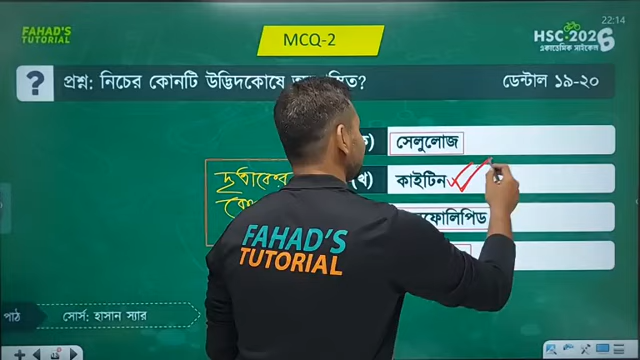 FAHAD'S
TUTORIAL
MCQ-2
22:14
HSC 2026
একাডেমিক সাইকেল
?
প্রশ্ন: নিচের কোনটি উদ্ভিদকোষে
ডেন্টাল ১৯-২০
সেলুলোজ
(খ)
কাইটিন
ফোলিপিড
FAHAD'S
TUTORIAL
পাঠ
সোর্স: হাসান স্যার